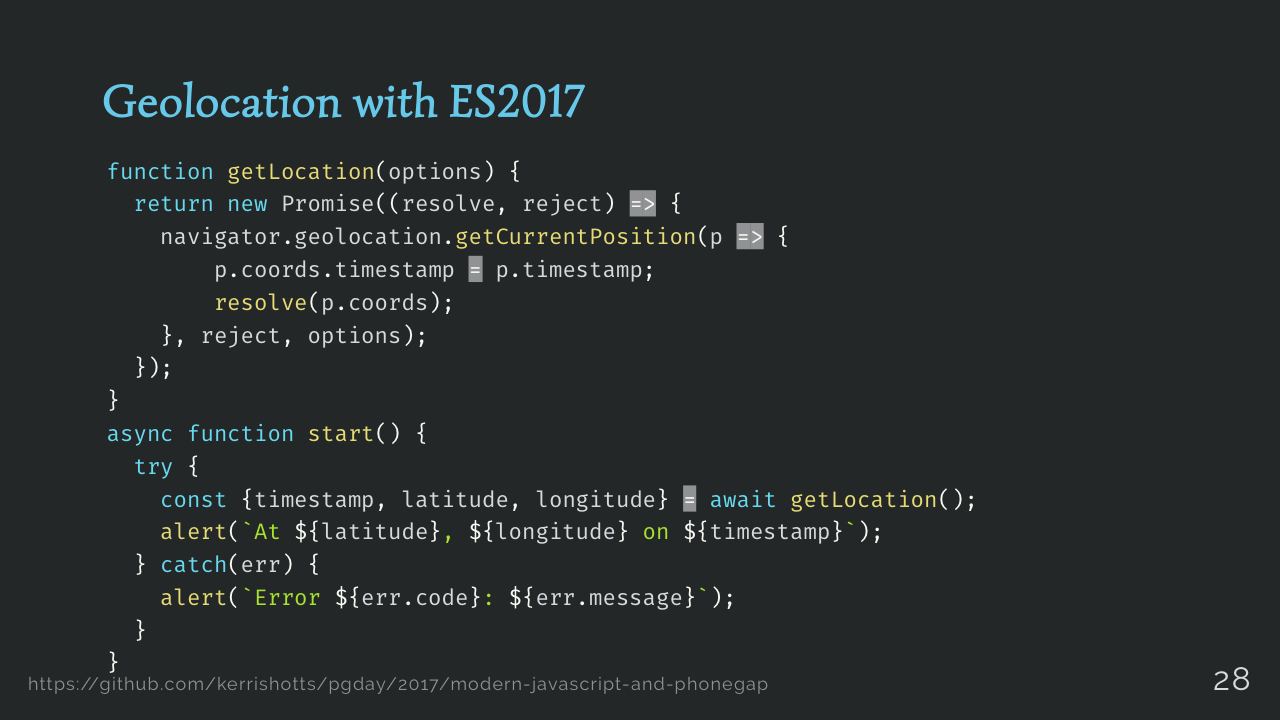 Geolocation with ES2017
function getLocation(options) {
  return new Promise((resolve, reject) => {
    navigator.geolocation.getCurrentPosition(p => {
        p.coords.timestamp = p.timestamp;
        resolve(p.coords);
    }, reject, options);
  });
}
async function start() {
  try {
    const {timestamp, latitude, longitude} = await getLocation();
    alert(`At ${latitude}, ${longitude} on ${timestamp}`);
  } catch(err) {
    alert(`Error ${err.code}: ${err.message}`);
  }
}
https://github.com/kerrishotts/pgday/2017/modern-javascript-and-phonegap
28